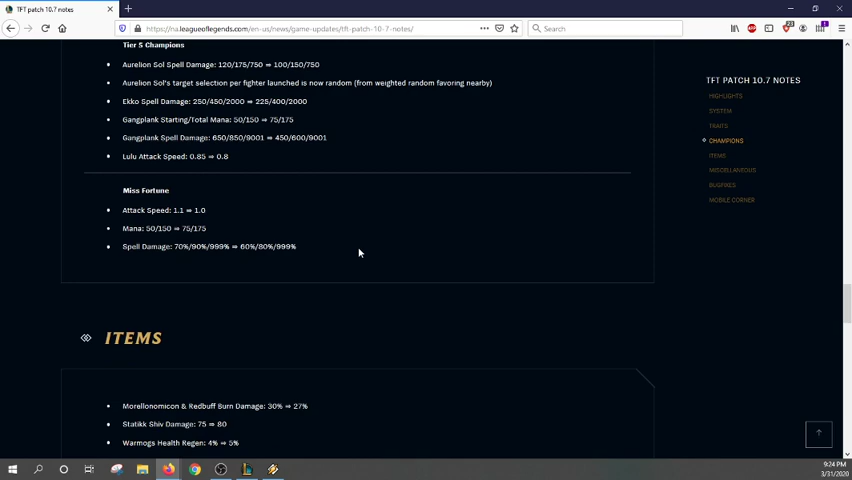 TFT patch 10.7 notes
https://na.leagueoflegends.com/en-us/news/game-updates/tft-patch-10-7-notes/
Search
23
1
Tier 5 Champions
Aurelion Sol Spell Damage: 120/175/750 ⇒ 100/150/750
Aurelion Sol's target selection per fighter launched is now random (from weighted random favoring nearby)
Ekko Spell Damage: 250/450/2000 ⇒ 225/400/2000
Gangplank Starting/Total Mana: 50/150 ⇒ 75/175
Gangplank Spell Damage: 650/850/9001 ⇒ 450/600/9001
Lulu Attack Speed: 0.85 ⇒ 0.8
Miss Fortune
Attack Speed: 1.1 ⇒ 1.0
Mana: 50/150 ⇒ 75/175
Spell Damage: 70%/90%/999% ⇒ 60%/80%/999%
ITEMS
Morellonomicon & Redbuff Burn Damage: 30% ⇒ 27%
Statikk Shiv Damage: 75 ⇒ 80
Warmogs Health Regen: 4% ⇒ 5%
TFT PATCH 10.7 NOTES
HIGHLIGHTS
SYSTEM
TRAITS
CHAMPIONS
ITEMS
MISCELLANEOUS
BUGFIXES
MOBILE CORNER
9:24 PM
3/31/2020